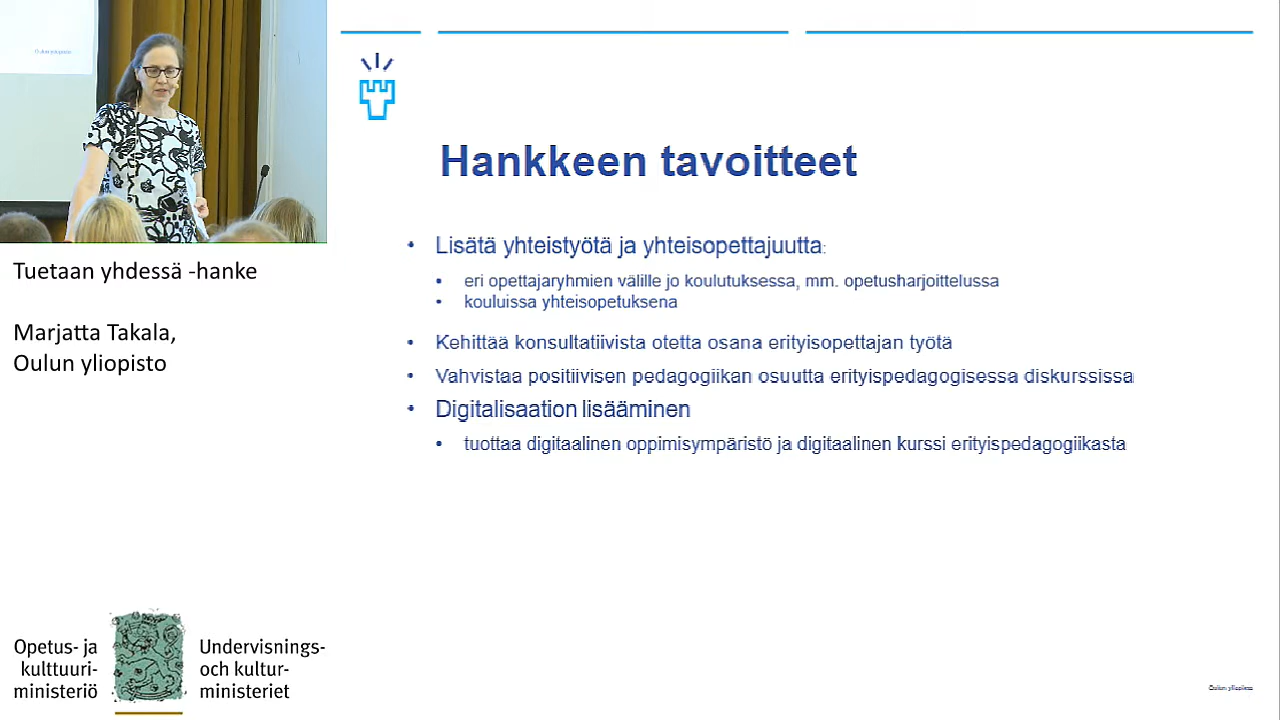 Tuetaan yhdessä -hanke
Marjatta Takala,
Oulun yliopisto
Opetus- ja
kulttuuri-
ministeriö
Undervisnings-
och kultur-
ministeriet
Hankkeen tavoitteet
• Lisätä yhteistyötä ja yhteisopettajuutta:
• eri opettajaryhmien välille jo koulutuksessa, mm. opetusharjoittelussa
• kouluissa yhteisopetuksena
• Kehittää konsultatiivista otetta osana erityisopettajan työtä
• Vahvistaa positiivisen pedagogiikan osuutta erityispedagogisessa diskurssissa
• Digitalisaation lisääminen
• tuottaa digitaalinen oppimisympäristö ja digitaalinen kurssi erityispedagogiikasta
Oulun yliopisto